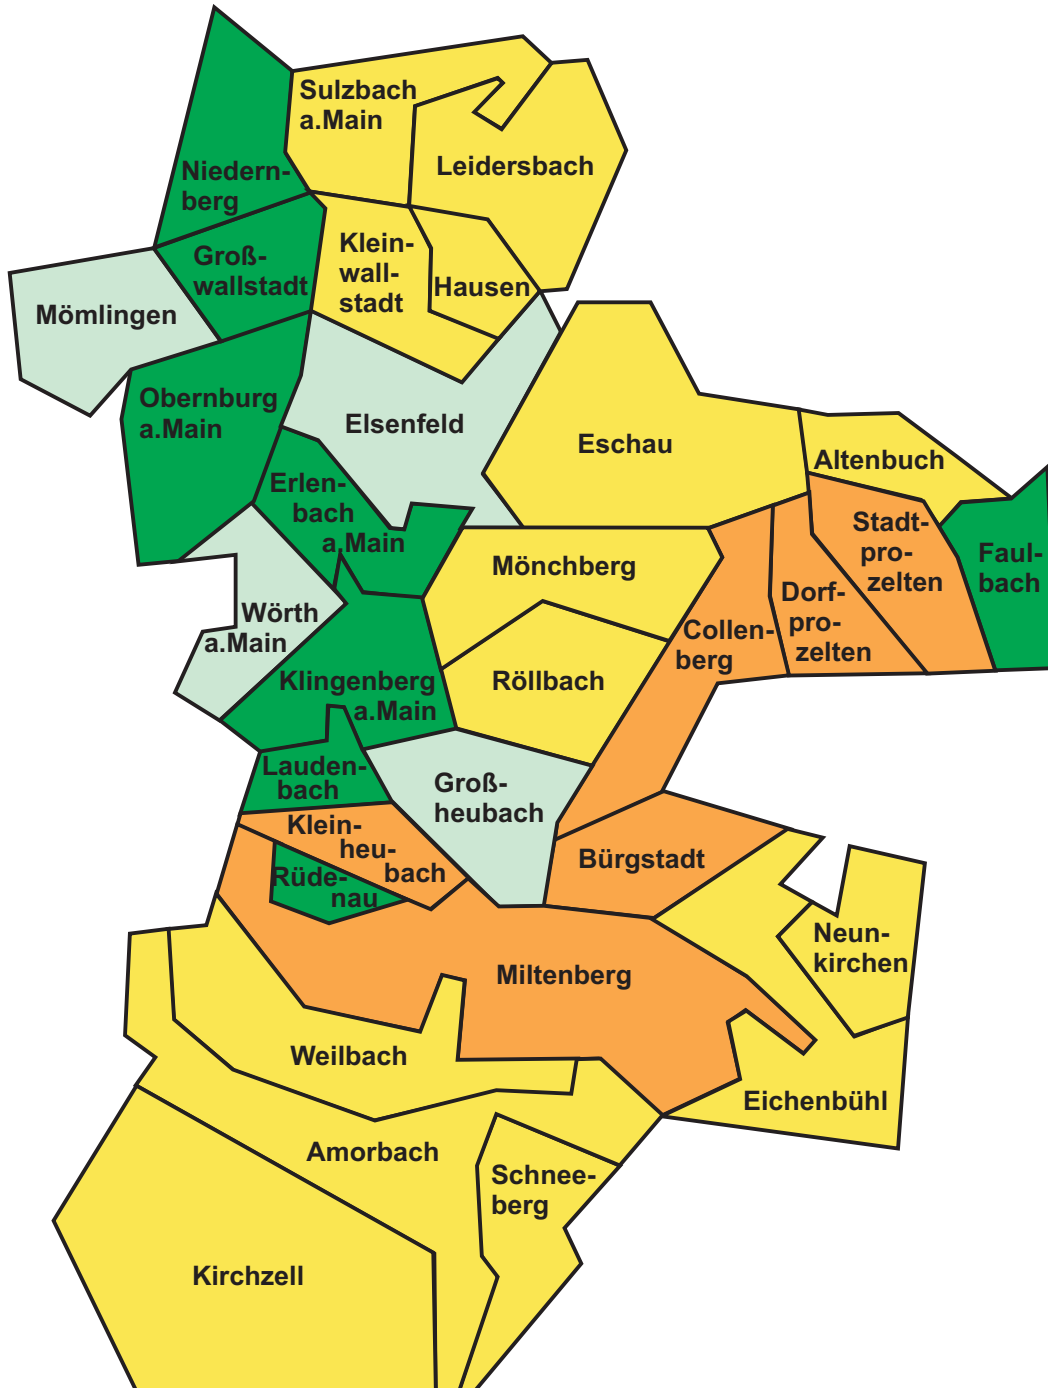 Sulzbach
a.Main
Leidersbach
Niedern-
berg
Groß-
wallstadt
Klein-
wall-
stadt
Hausen
Mömlingen
Obernburg
a.Main
Elsenfeld
Eschau
Altenbuch
Erlen-
bach
a.Main
Stadt-
pro-
zelten
Faul-
bach
Mönchberg
Dorf-
pro-
zelten
Wörth
a.Main
Collen-
berg
Klingenberg
a.Main
Röllbach
Lauden-
bach
Groß-
heubach
Klein-
heu-
bach
Bürgstadt
Rüde-
nau
Neun-
kirchen
Miltenberg
Weilbach
Eichenbühl
Amorbach
Schnee-
berg
Kirchzell